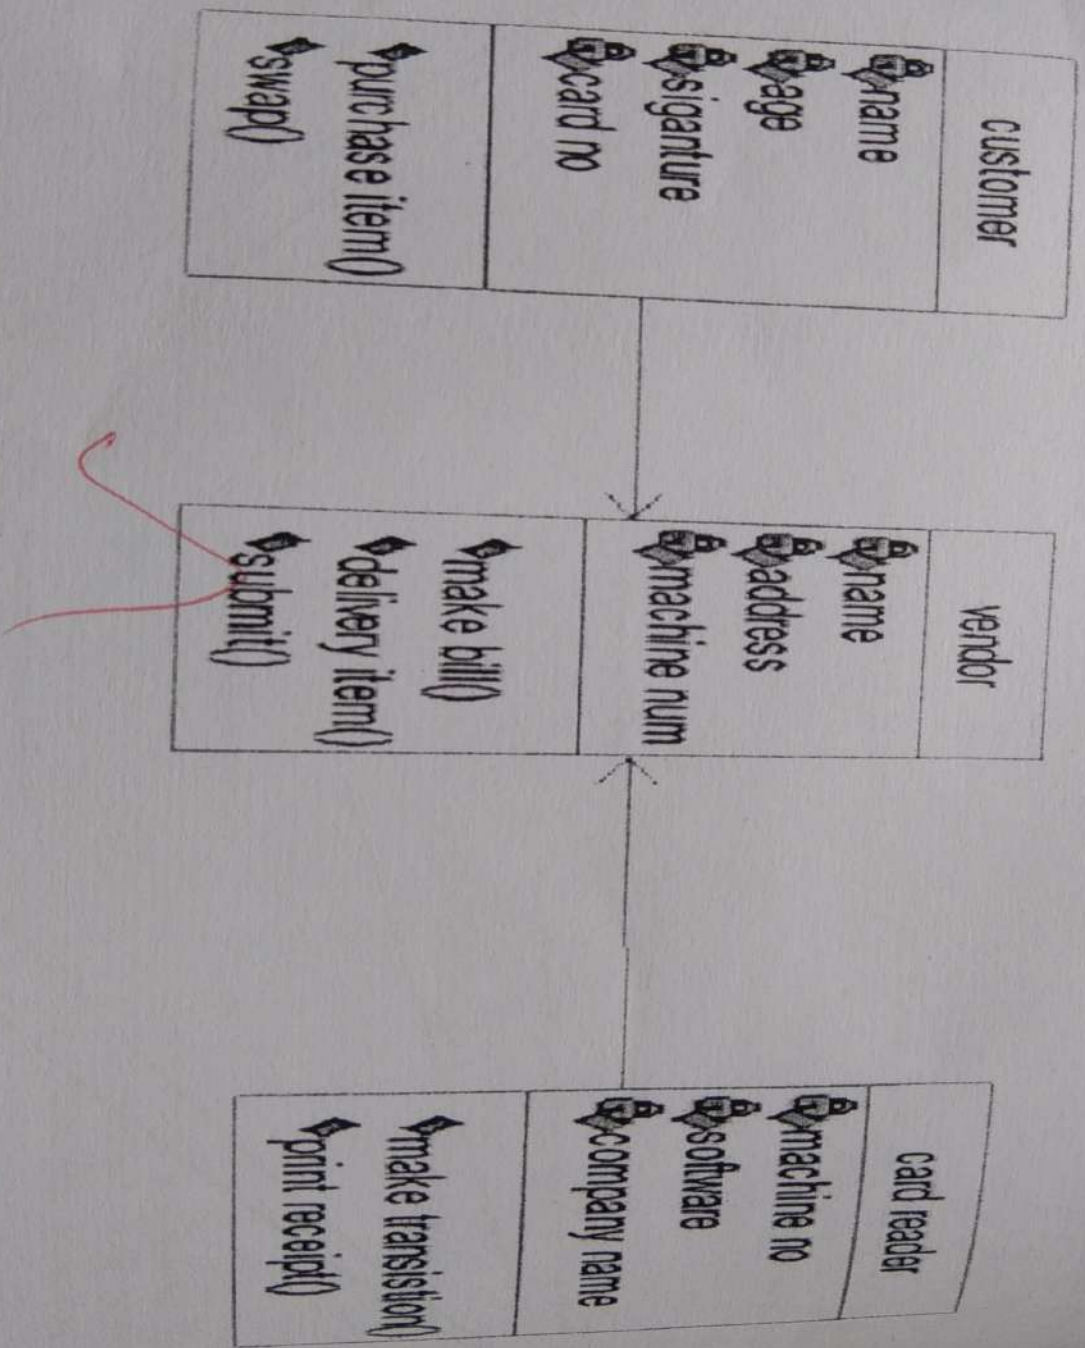 customer
name
age
siganture
card no
purchase item()
swap()
vendor
name
address
machine num
make bill()
delivery item()
submit()
card reader
machine no
software
company name
make transistion()
print receipt()